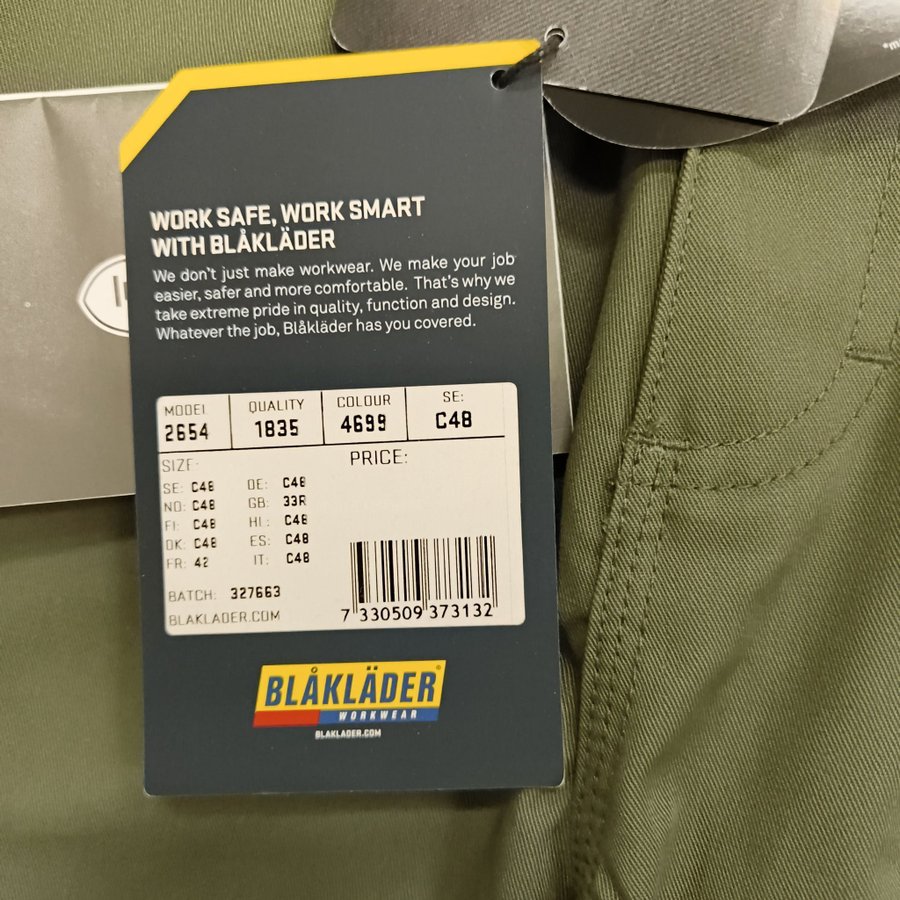 WORK SAFE, WORK SMART
WITH BLÅKLÄDER
We don't just make workwear. We make your job
easier, safer and more comfortable. That's why we
take extreme pride in quality, function and design.
Whatever the job, Blåkläder has you covered.
MODEL QUALITY COLOUR SE:
2654 1835 4699 C48
SIZE: PRICE:
SE: C48 DE: C48
NO: C48 GB: 33R
FI: C48 HL: C48
DK: C48 ES: C48
FR: 42 IT: C48
BATCH: 327663
BLAKLADER.COM
7 330509 373132
BLÅKLÄDER®
WORKWEAR
BLAKLADER.COM